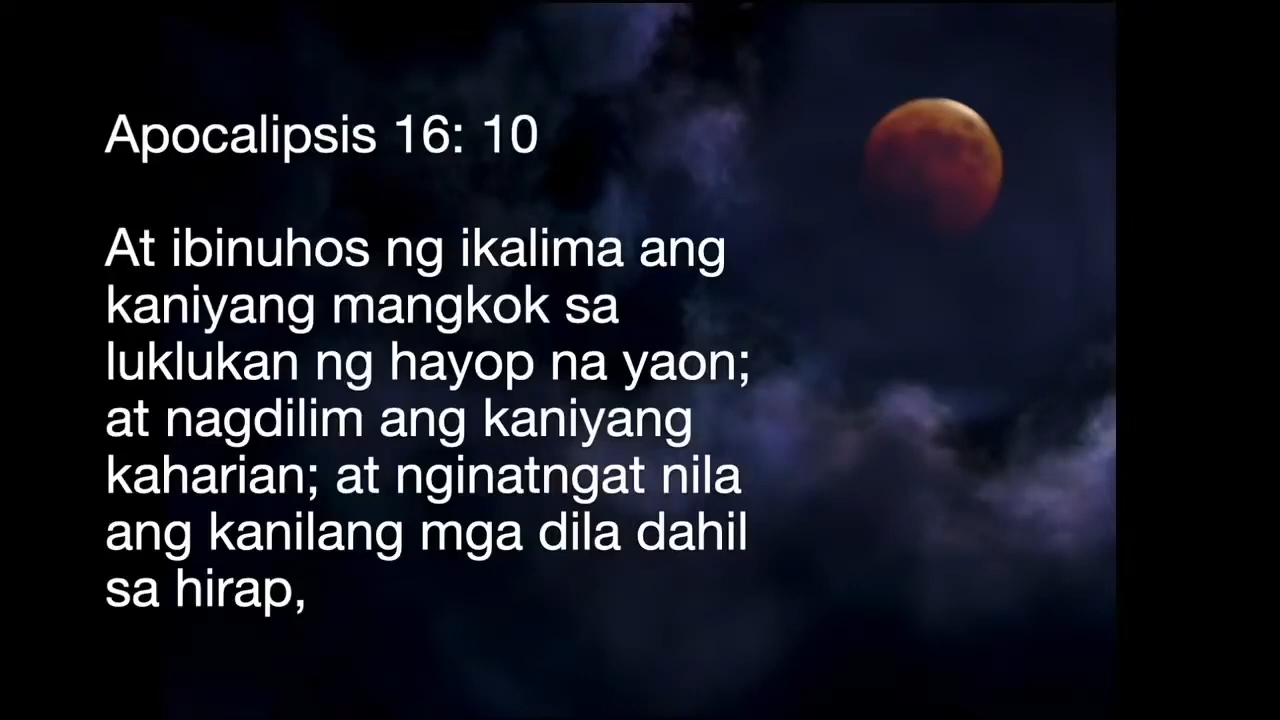 Apocalipsis 16: 10
At ibinuhos ng ikalima ang
kaniyang mangkok sa
luklukan ng hayop na yaon;
at nagdilim ang kaniyang
kaharian; at nginatngat nila
ang kanilang mga dila dahil
sa hirap,